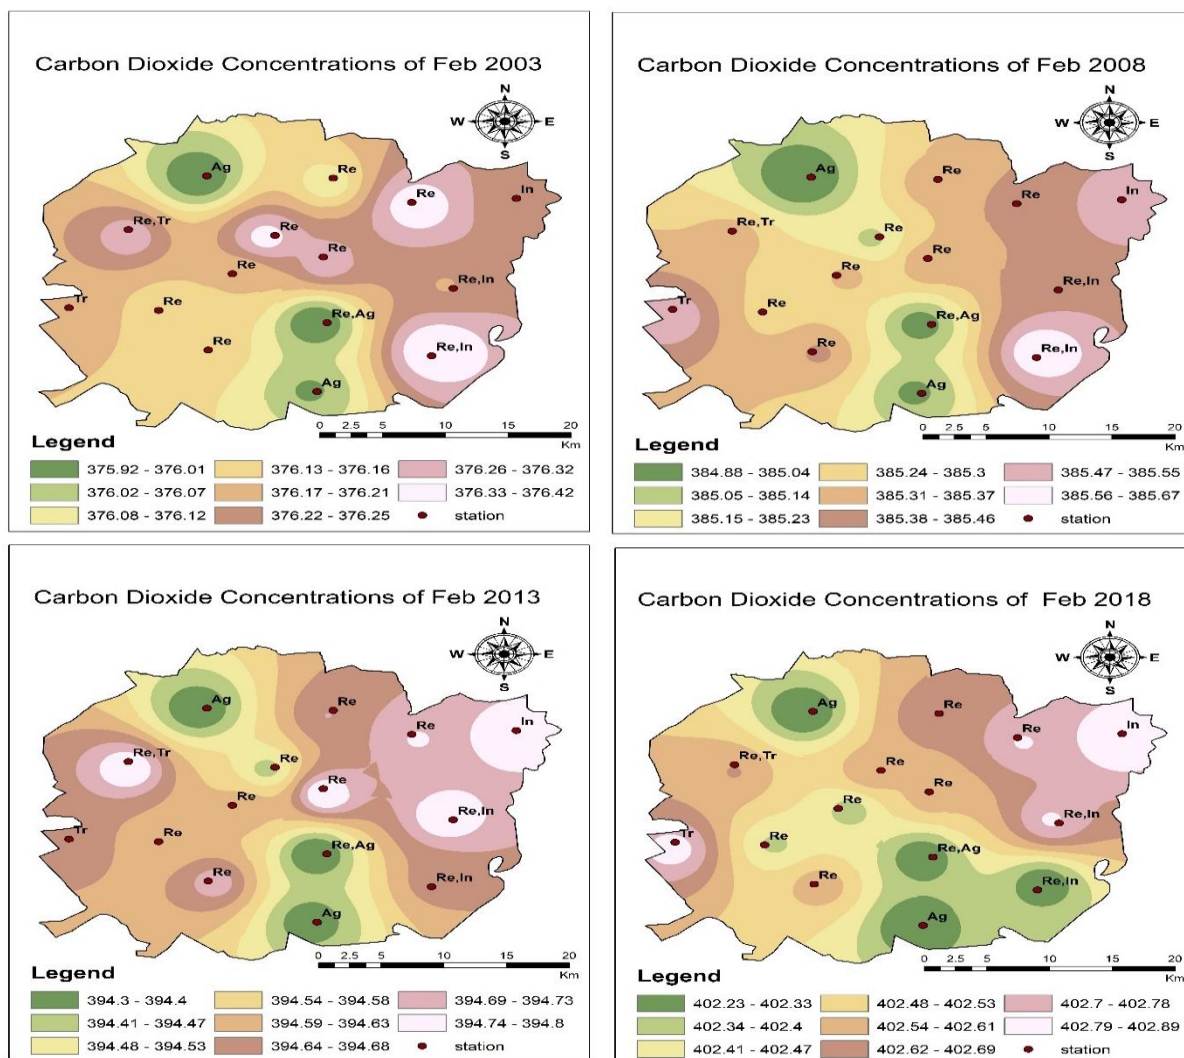 Carbon Dioxide Concentrations of Feb 2003
N
W E
S
Ag
Re
Re
In
Re,Tr
Re
Re
Re
Re,In
Tr
Re
Re,Ag
Re
Re,In
Ag
0 2.5 5 10 15 20
Km
Legend
375.92 - 376.01 376.13 - 376.16 376.26 - 376.32
376.02 - 376.07 376.17 - 376.21 376.33 - 376.42
376.08 - 376.12 376.22 - 376.25 station
Carbon Dioxide Concentrations of Feb 2008
N
W E
S
Ag
Re
Re
In
Re,Tr
Re
Re
Re
Re,In
Tr
Re
Re,Ag
Re
Re,In
Ag
0 2.5 5 10 15 20
Km
Legend
384.88 - 385.04 385.24 - 385.3 385.47 - 385.55
385.05 - 385.14 385.31 - 385.37 385.56 - 385.67
385.15 - 385.23 385.38 - 385.46 station
Carbon Dioxide Concentrations of Feb 2013
N
W E
S
Ag
Re
Re
In
Re,Tr
Re
Re
Re
Re,In
Tr
Re
Re,Ag
Re
Re,In
Ag
0 2.5 5 10 15 20
Km
Legend
394.3 - 394.4 394.54 - 394.58 394.69 - 394.73
394.41 - 394.47 394.59 - 394.63 394.74 - 394.8
394.48 - 394.53 394.64 - 394.68 station
Carbon Dioxide Concentrations of Feb 2018
N
W E
S
Ag
Re
Re
In
Re,Tr
Re
Re
Re
Re,In
Tr
Re
Re,Ag
Re
Re,In
Ag
0 2.5 5 10 15 20
Km
Legend
402.23 - 402.33 402.48 - 402.53 402.7 - 402.78
402.34 - 402.4 402.54 - 402.61 402.79 - 402.89
402.41 - 402.47 402.62 - 402.69 station